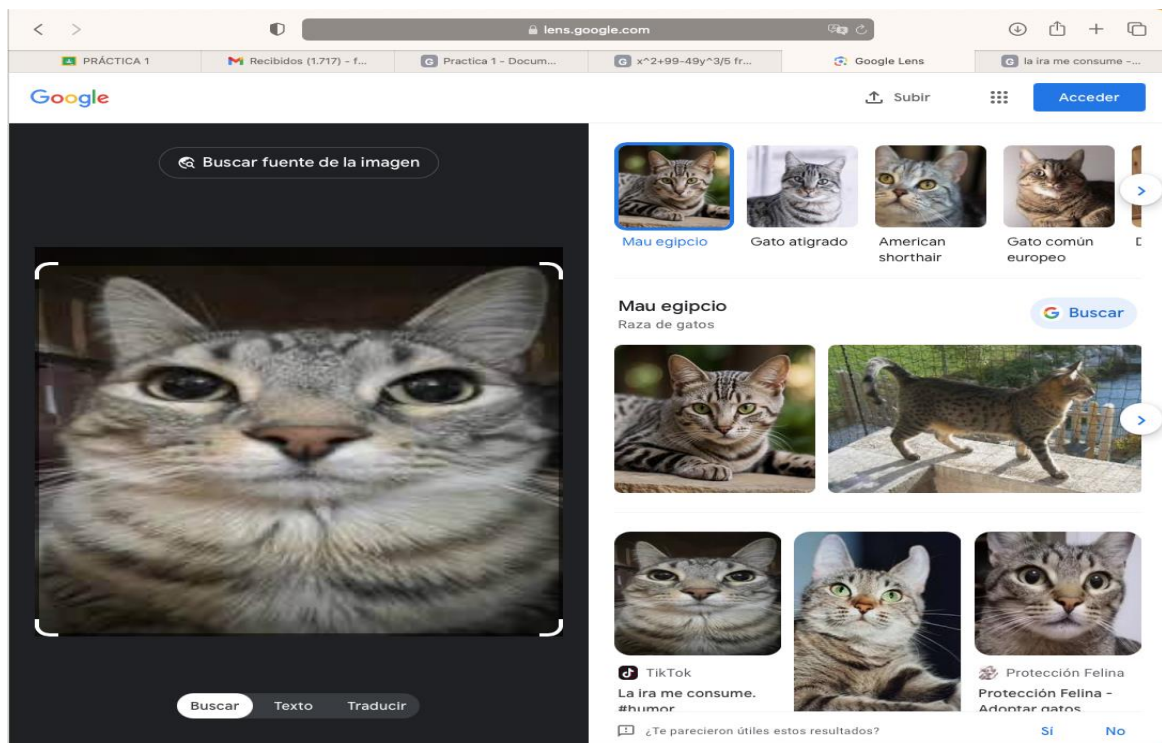 lens.google.com
PRÁCTICA 1
Recibidos (1.717) – f...
Practica 1 - Docum...
x^2+99-49y^3/5 fr...
Google Lens
la ira me consume -...
Google
Subir
Acceder
Buscar fuente de la imagen
Mau egipcio
Gato atigrado
American
shorthair
Gato común
europeo
Mau egipcio
Raza de gatos
G Buscar
TikTok
La ira me consume.
#humor
Protección Felina
Protección Felina -
Adoptar gatos
Buscar
Texto
Traducir
¿Te parecieron útiles estos resultados?
Sí
No